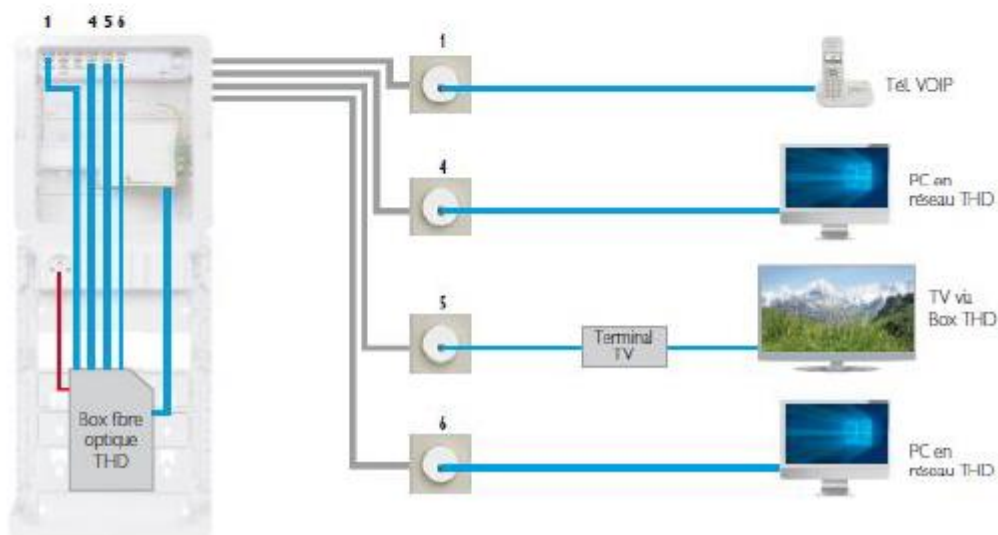 1 4 5 6
1
Tél. VOIP
4
PC en
réseau THD
5
Terminal
TV
TV via
Box THD
6
PC en
réseau THD
Box fibre
optique
THD